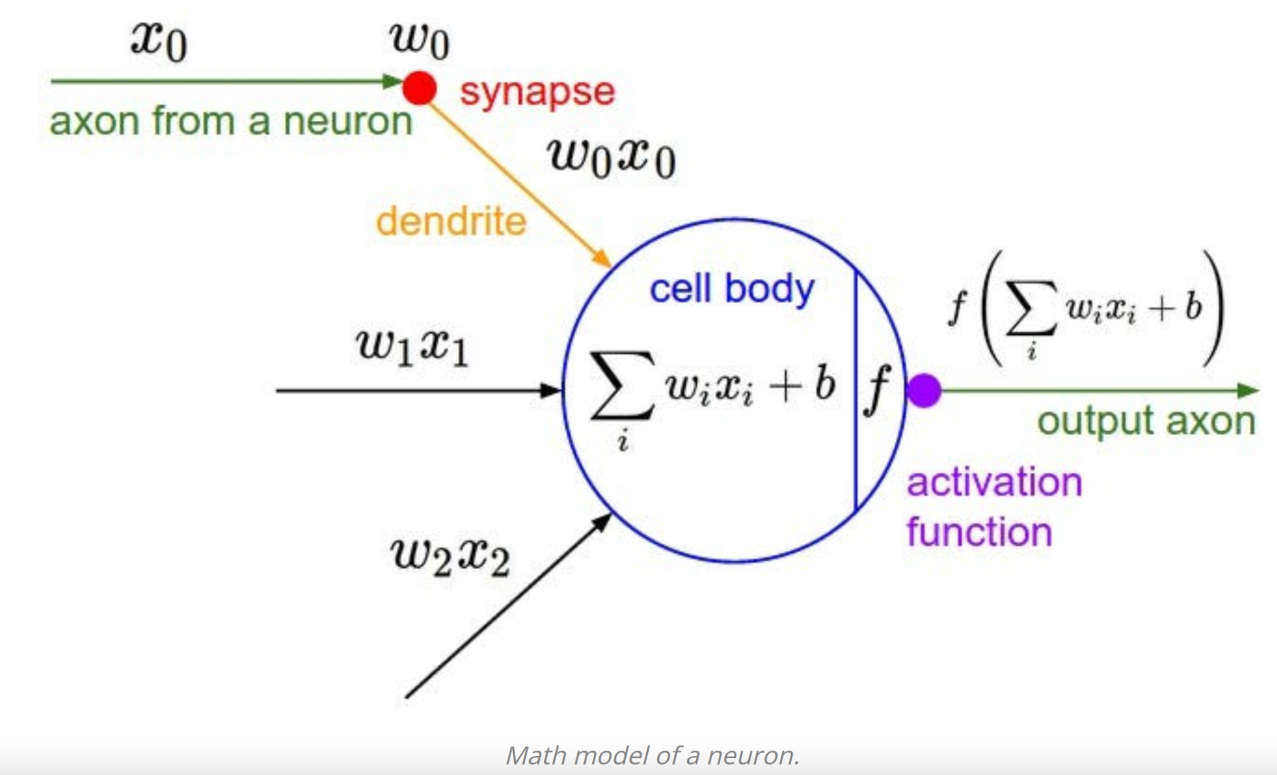 x₀ w₀
synapse
axon from a neuron
w₀x₀
dendrite
cell body
f(∑ᵢ wᵢxᵢ + b)
w₁x₁
∑ᵢ wᵢxᵢ + b f
output axon
activation
function
w₂x₂
Math model of a neuron.